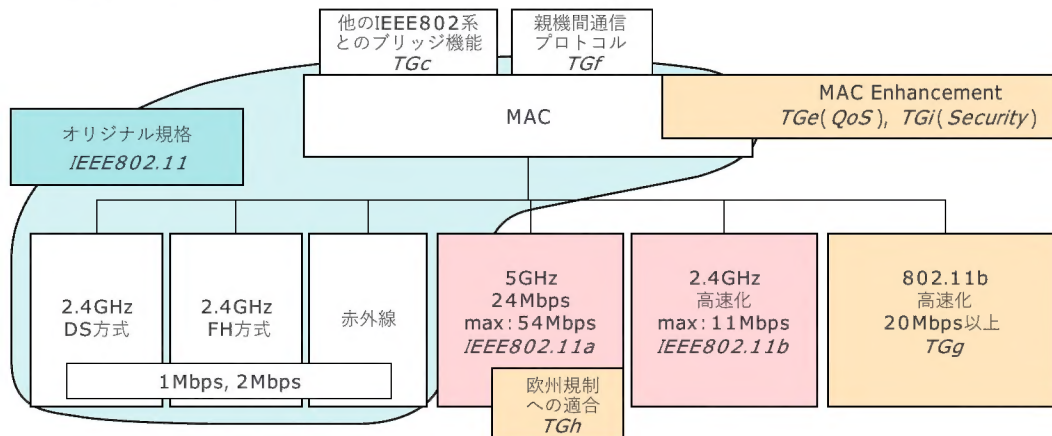 他のIEEE802系
とのブリッジ機能
TGc
親機間通信
プロトコル
TGf
MAC
MAC Enhancement
TGe(QoS), TGi(Security)
オリジナル規格
IEEE802.11
2.4GHz
DS方式
2.4GHz
FH方式
赤外線
1Mbps, 2Mbps
5GHz
24Mbps
max:54Mbps
IEEE802.11a
欧州規制
への適合
TGh
2.4GHz
高速化
max:11Mbps
IEEE802.11b
802.11b
高速化
20Mbps以上
TGg